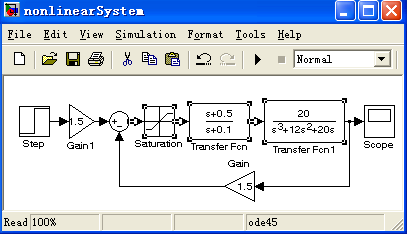 nonlinearSystem
File Edit View Simulation Format Tools Help
Normal
Step
1.5
Gain1
+
−
Saturation
s+0.5
s+0.1
Transfer Fcn
20
s3+12s2+20s
Transfer Fcn1
Scope
Gain
1.5
Read 100% ode45